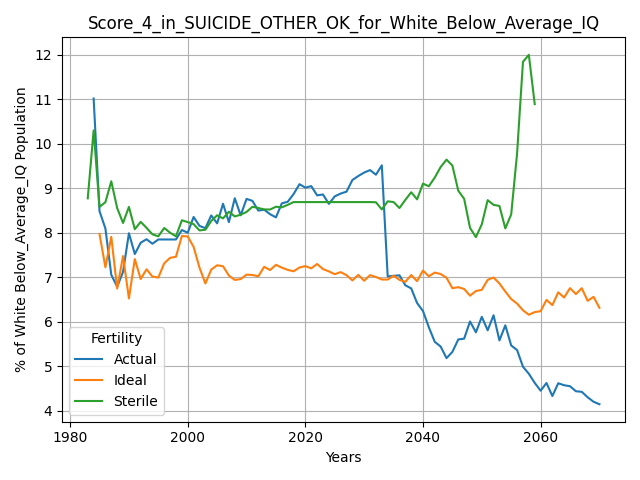 Score_4_in_SUICIDE_OTHER_OK_for_White_Below_Average_IQ
% of White Below_Average_IQ Population
12
11
10
9
8
7
6
5
4
Fertility
Actual
Ideal
Sterile
1980
2000
2020
2040
2060
Years